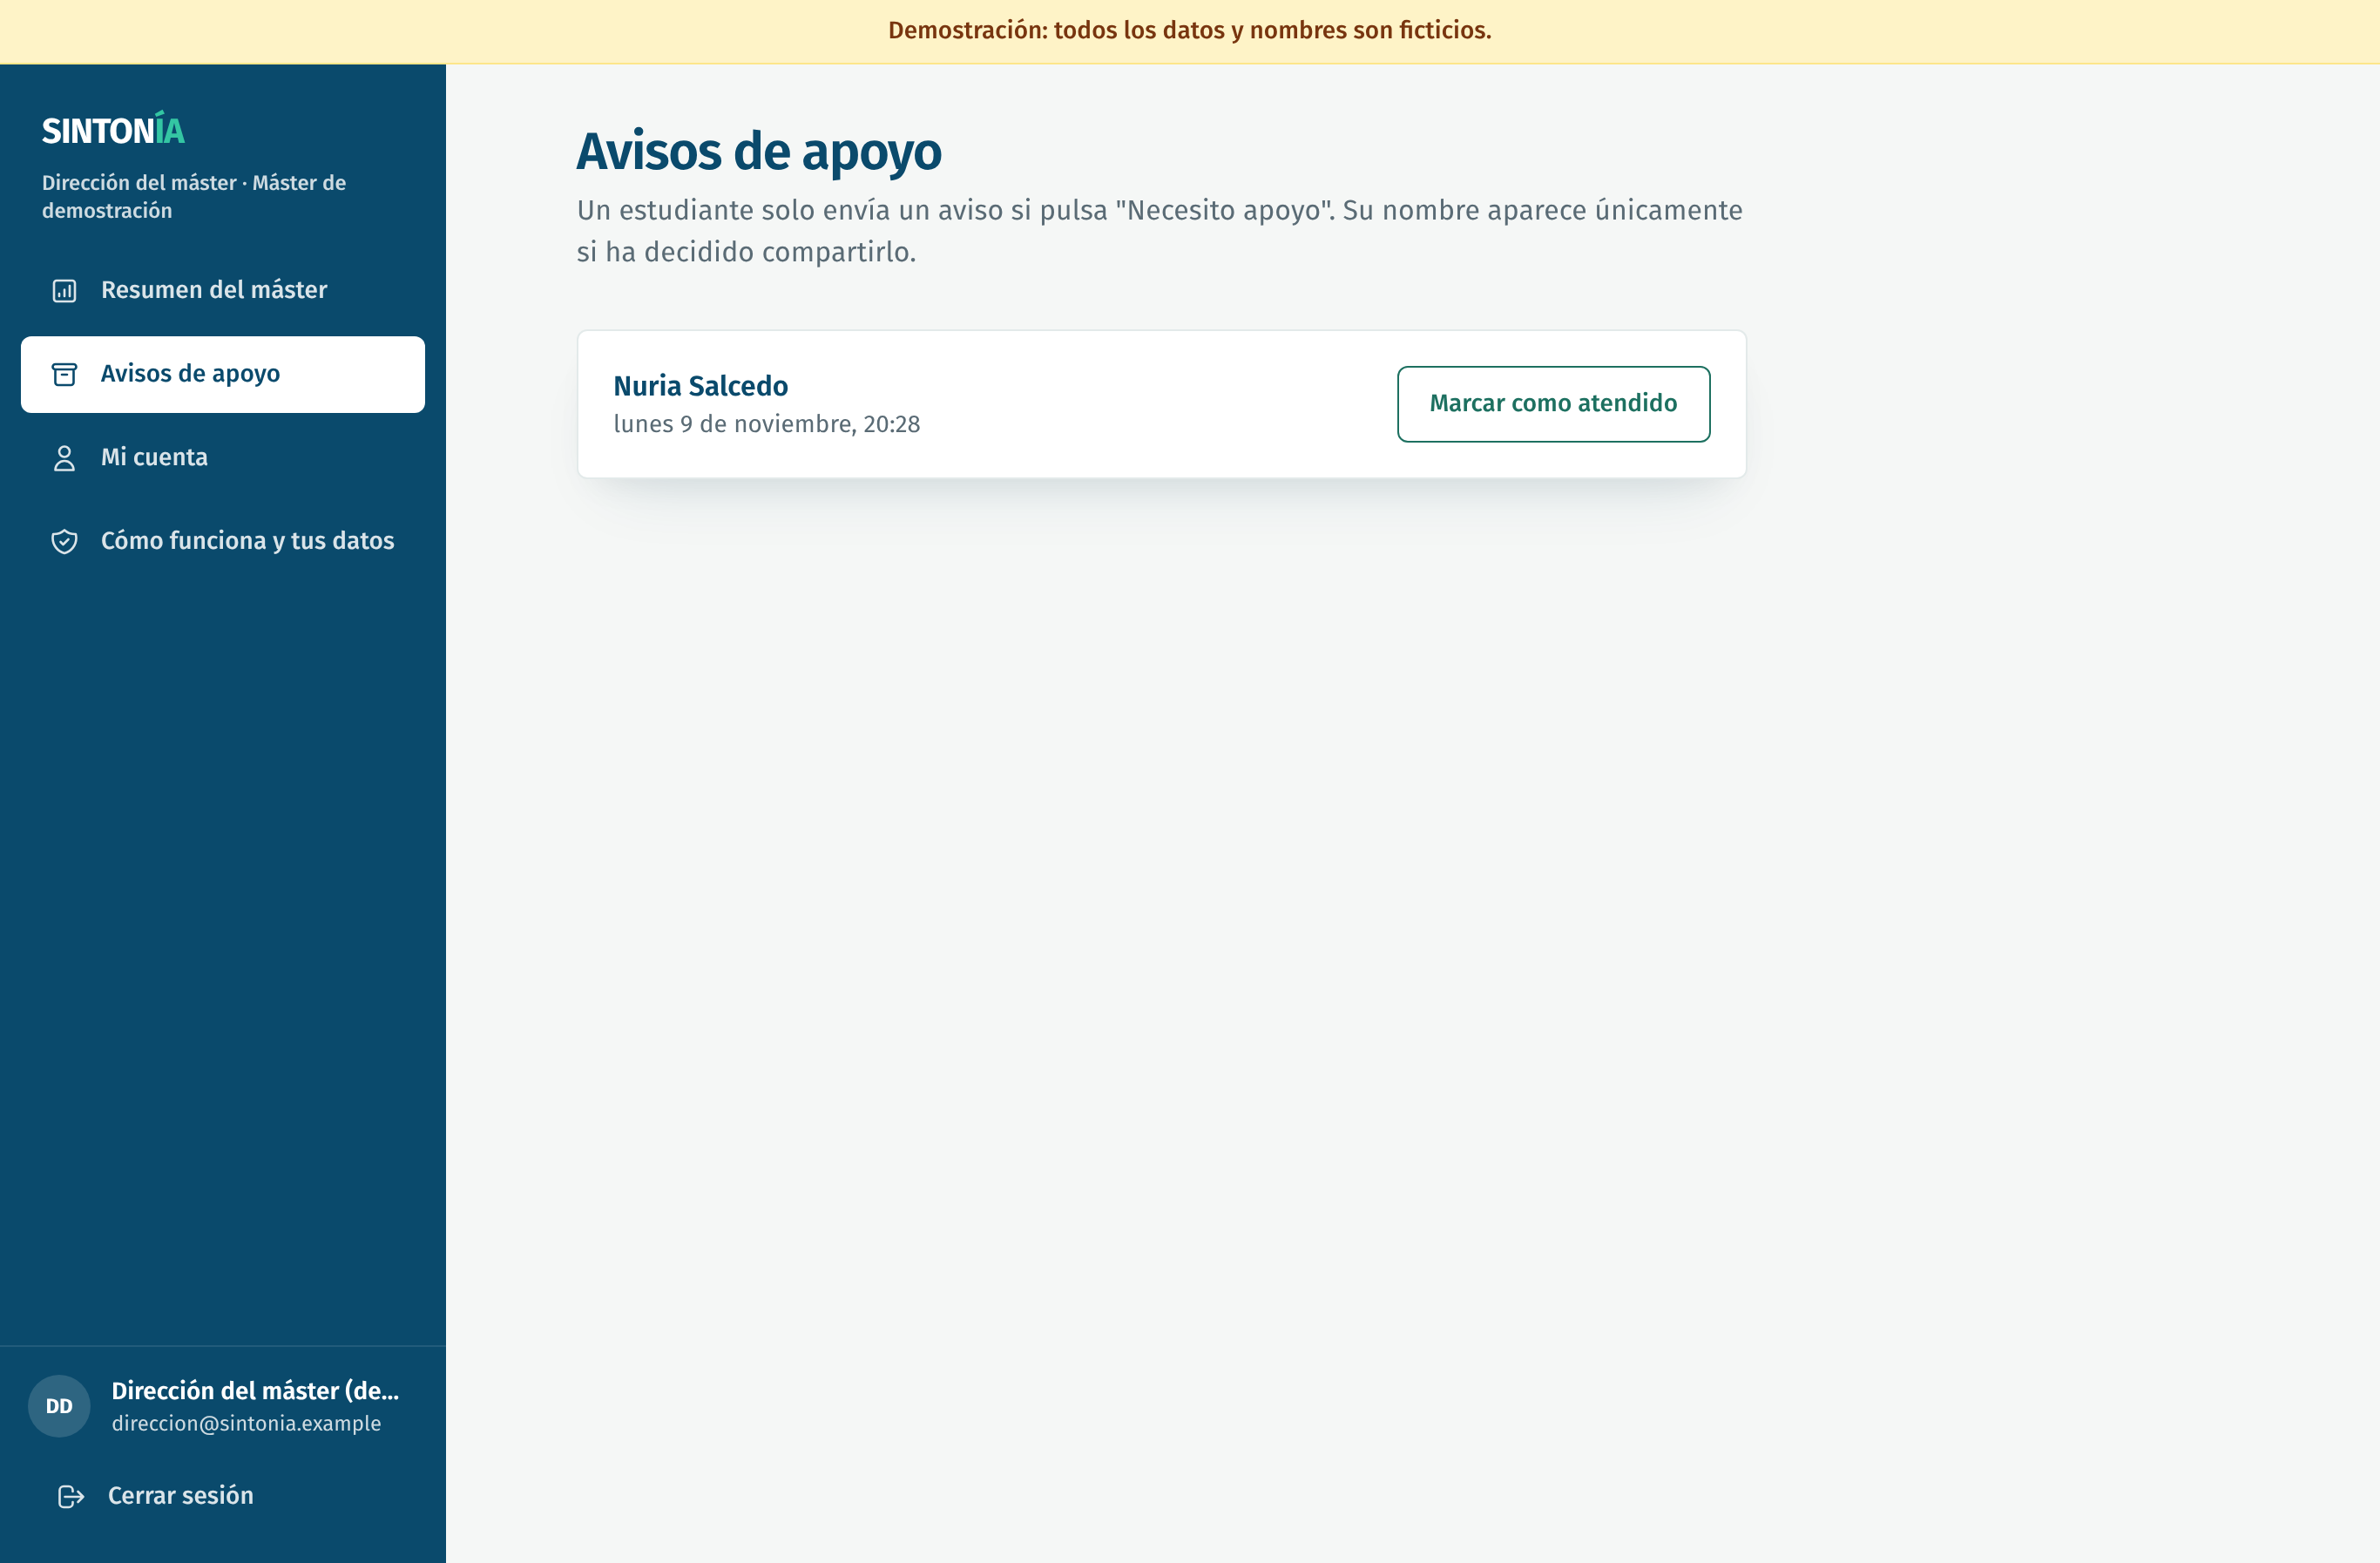 Demostración: todos los datos y nombres son ficticios.
SINTONÍA
Dirección del máster · Máster de
demostración
Resumen del máster
Avisos de apoyo
Mi cuenta
Cómo funciona y tus datos
Dirección del máster (de...
DD
direccion@sintonia.example
Cerrar sesión
Avisos de apoyo
Un estudiante solo envía un aviso si pulsa "Necesito apoyo". Su nombre aparece únicamente
si ha decidido compartirlo.
Nuria Salcedo
lunes 9 de noviembre, 20:28
Marcar como atendido